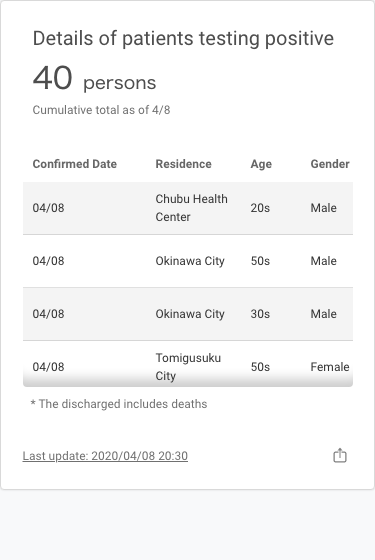 Details of patients testing positive
40 persons
Cumulative total as of 4/8
Confirmed Date Residence Age Gender
04/08 Chubu Health Center 20s Male
04/08 Okinawa City 50s Male
04/08 Okinawa City 30s Male
04/08 Tomigusuku City 50s Female
* The discharged includes deaths
Last update: 2020/04/08 20:30